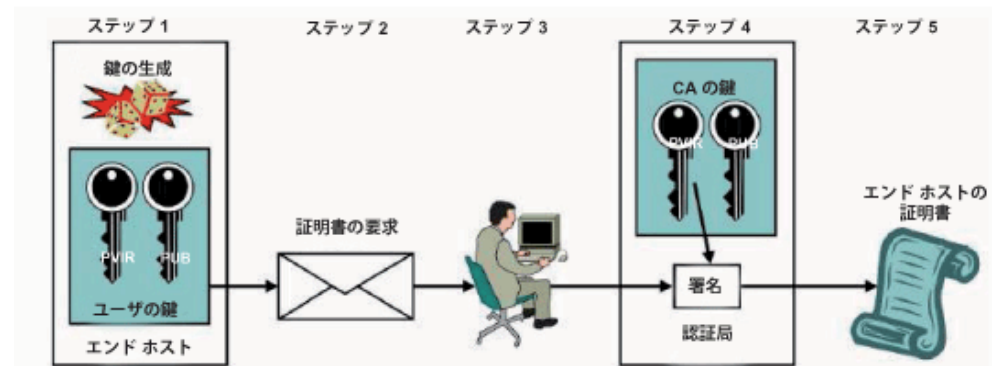 ステップ 1
ステップ 2
ステップ 3
ステップ 4
ステップ 5
鍵の生成
PVIR
PUB
ユーザの鍵
エンド ホスト
証明書の要求
CA の鍵
PVIR
PUB
署名
認証局
エンド ホストの
証明書